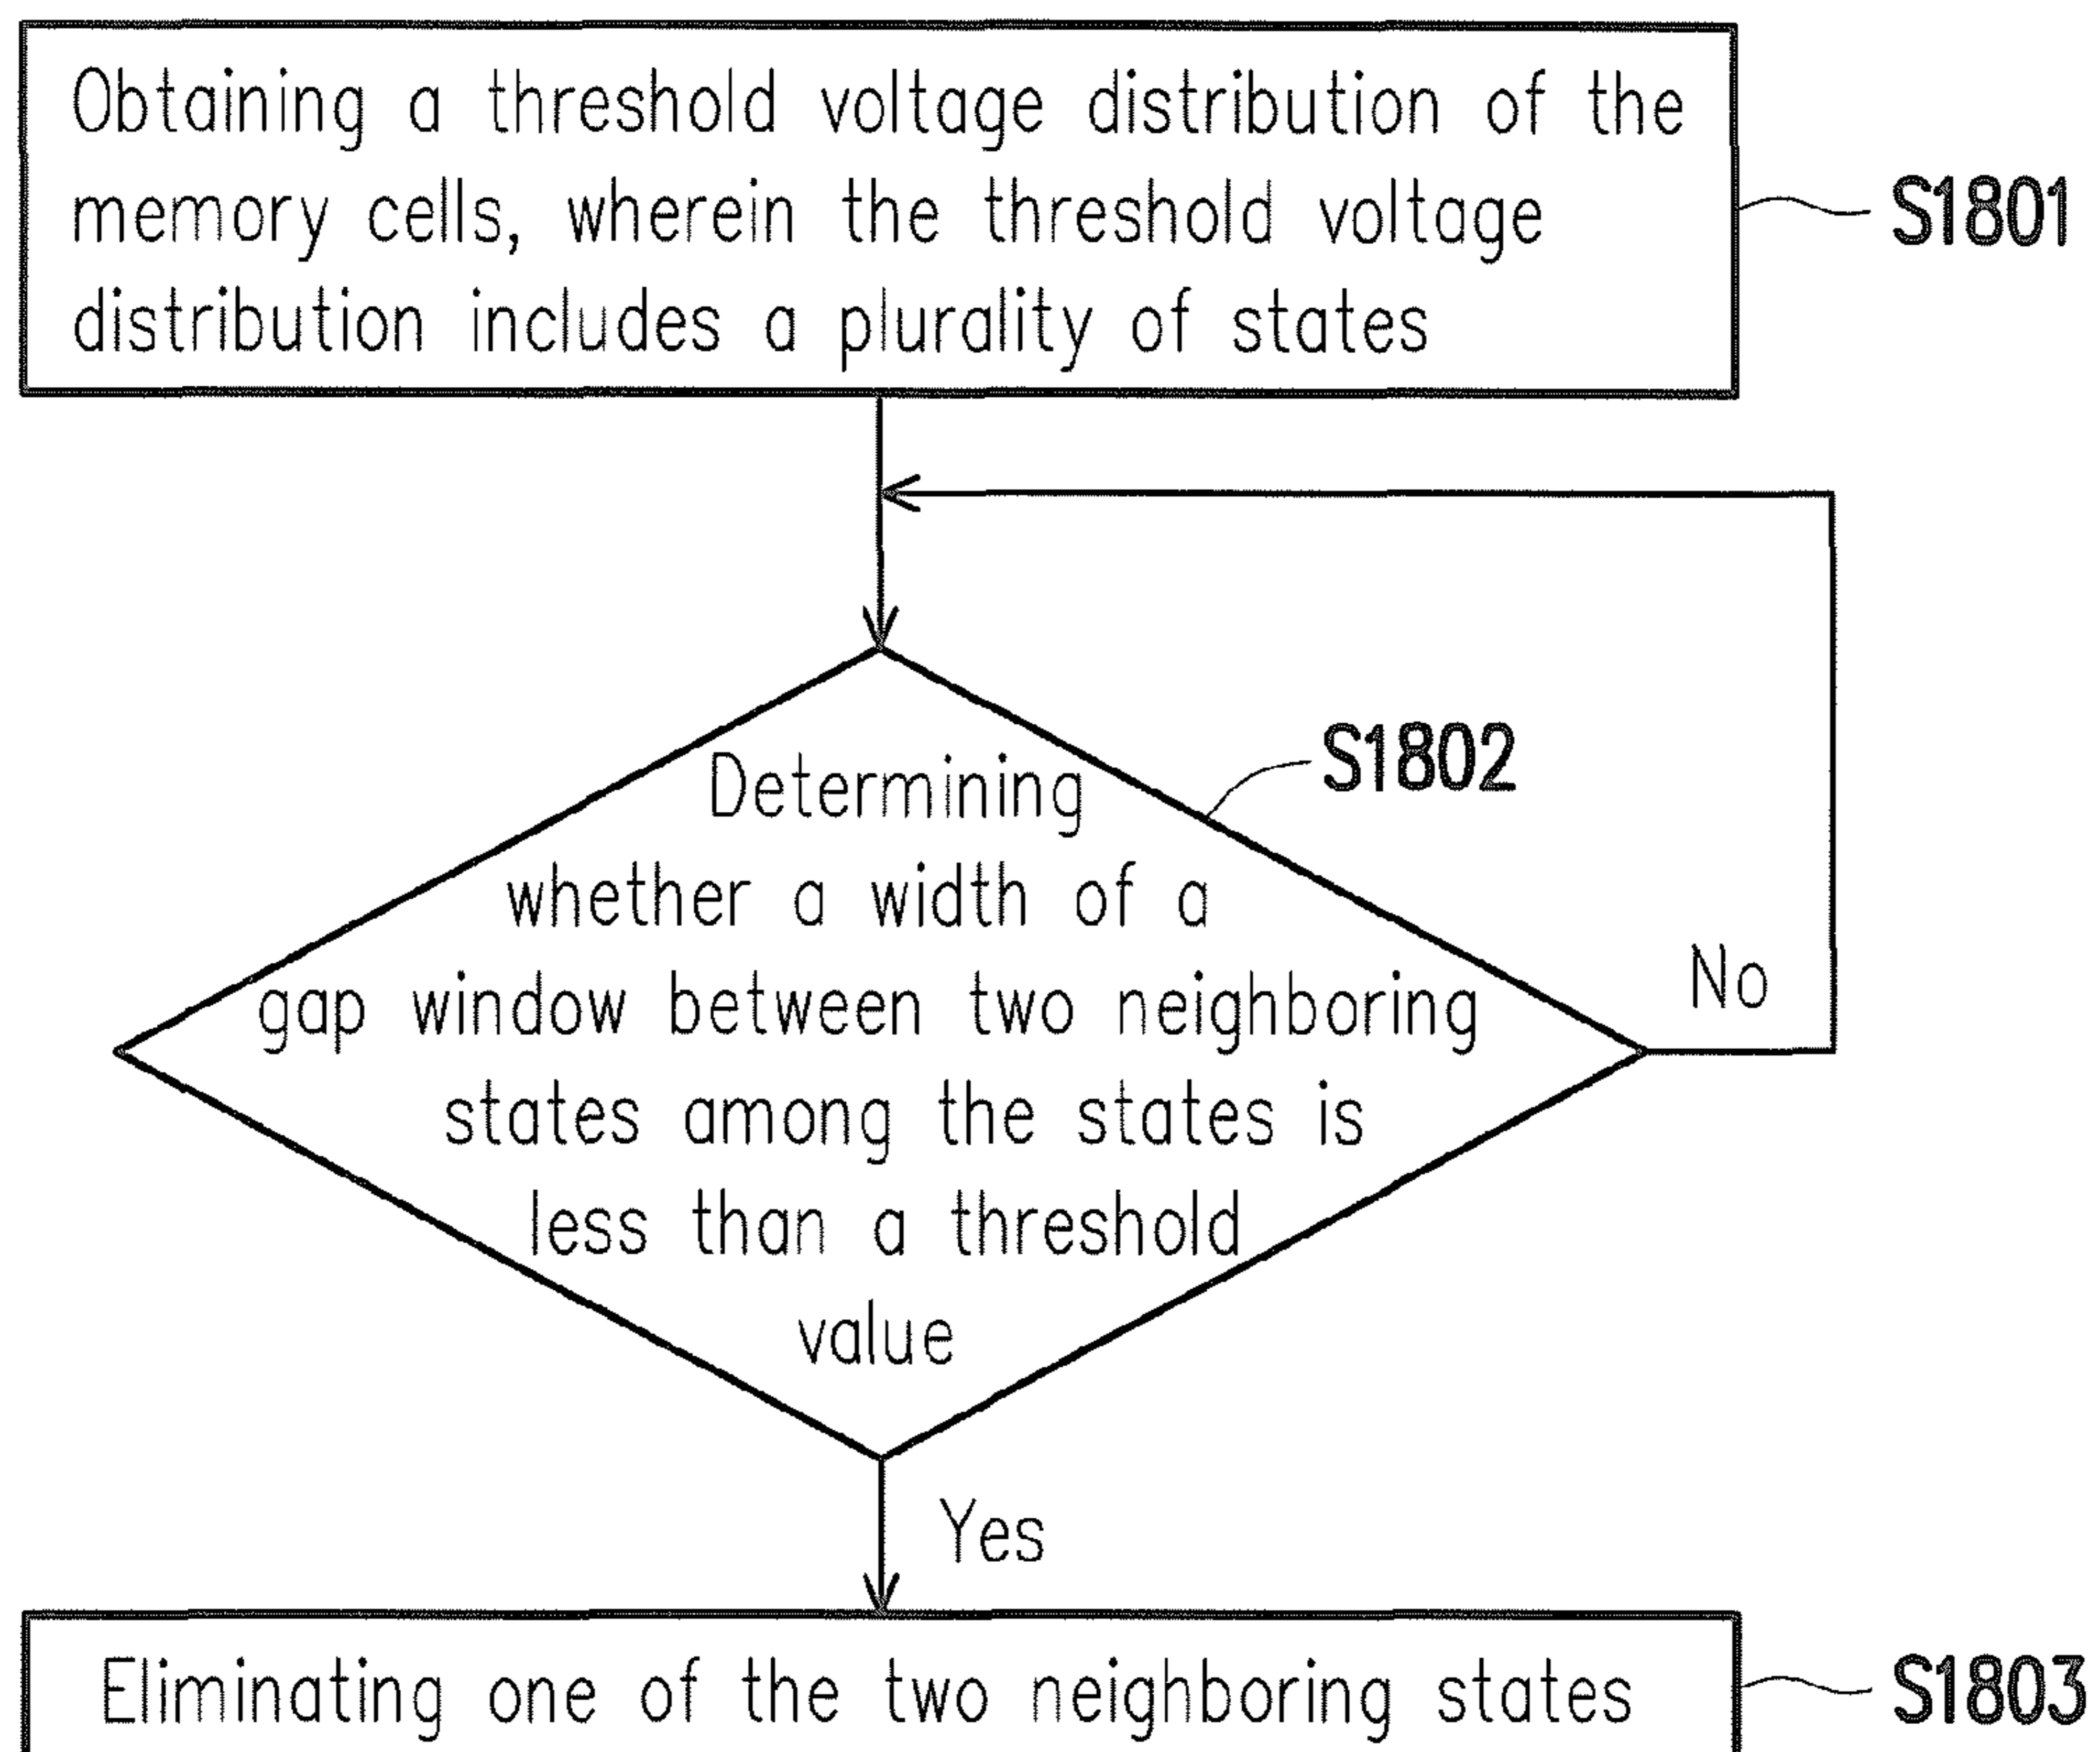 Obtaining a threshold voltage distribution of the
memory cells, wherein the threshold voltage
distribution includes a plurality of states
S1801
S1802
Determining
whether a width of a
gap window between two neighboring
states among the states is
less than a threshold
value
No
Yes
Eliminating one of the two neighboring states
S1803